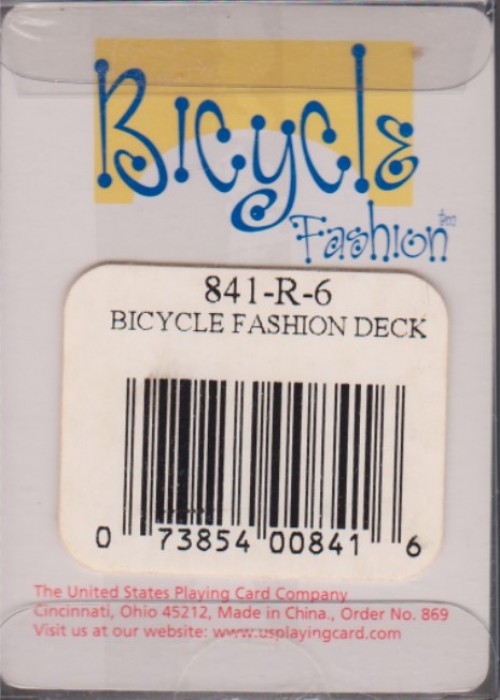 Bicycle
Fashion™
841-R-6
BICYCLE FASHION DECK
0 73854 00841 6
The United States Playing Card Company
Cincinnati, Ohio 45212, Made in China., Order No. 869
Visit us at our website: www.usplayingcard.com